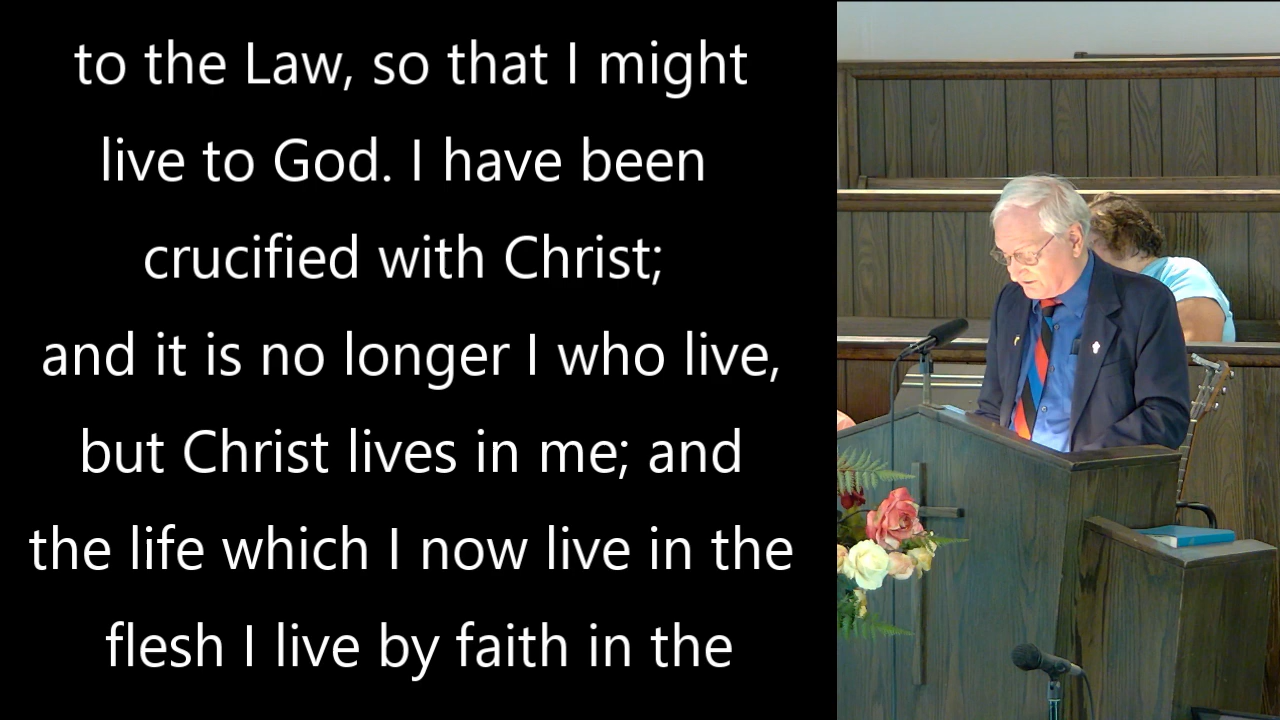 to the Law, so that I might
live to God. I have been
crucified with Christ;
and it is no longer I who live,
but Christ lives in me; and
the life which I now live in the
flesh I live by faith in the